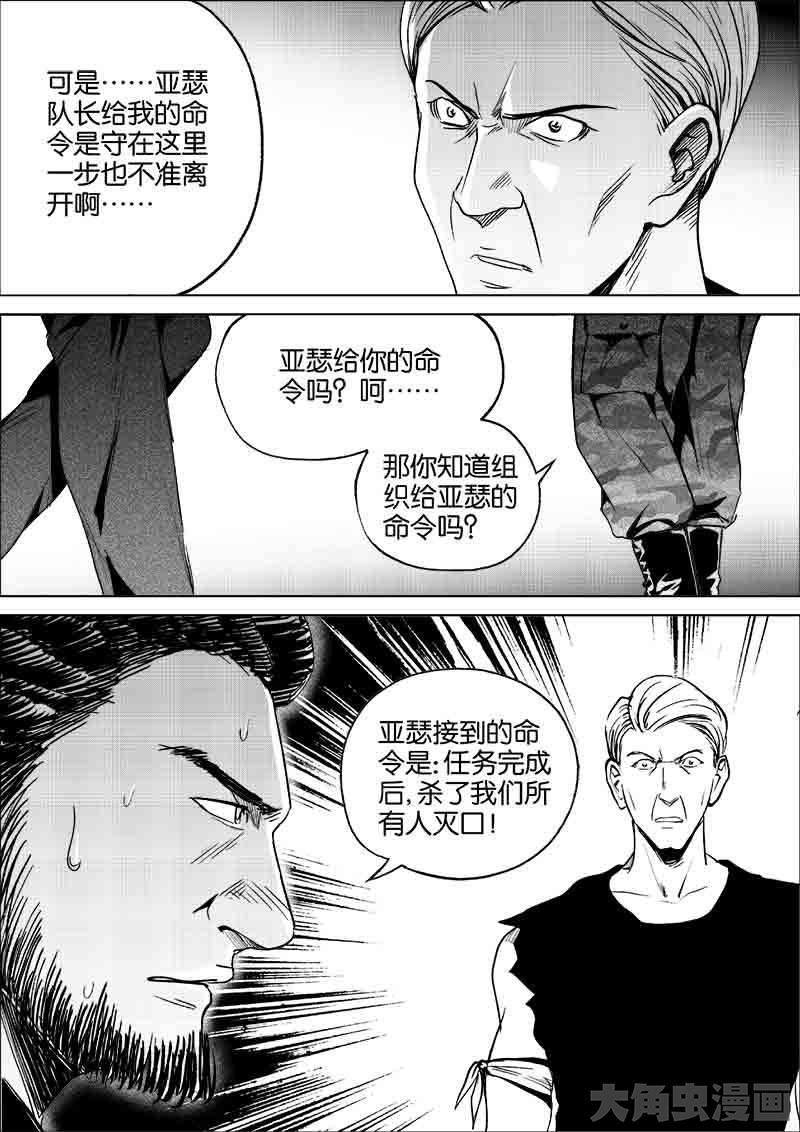 可是……亚瑟
队长给我的命
令是守在这里
一步也不准离
开啊……
亚瑟给你的命
令吗？呵……
那你知道组
织给亚瑟的
命令吗？
亚瑟接到的命
令是：任务完成
后，杀了我们所
有人灭口！
大角虫漫画